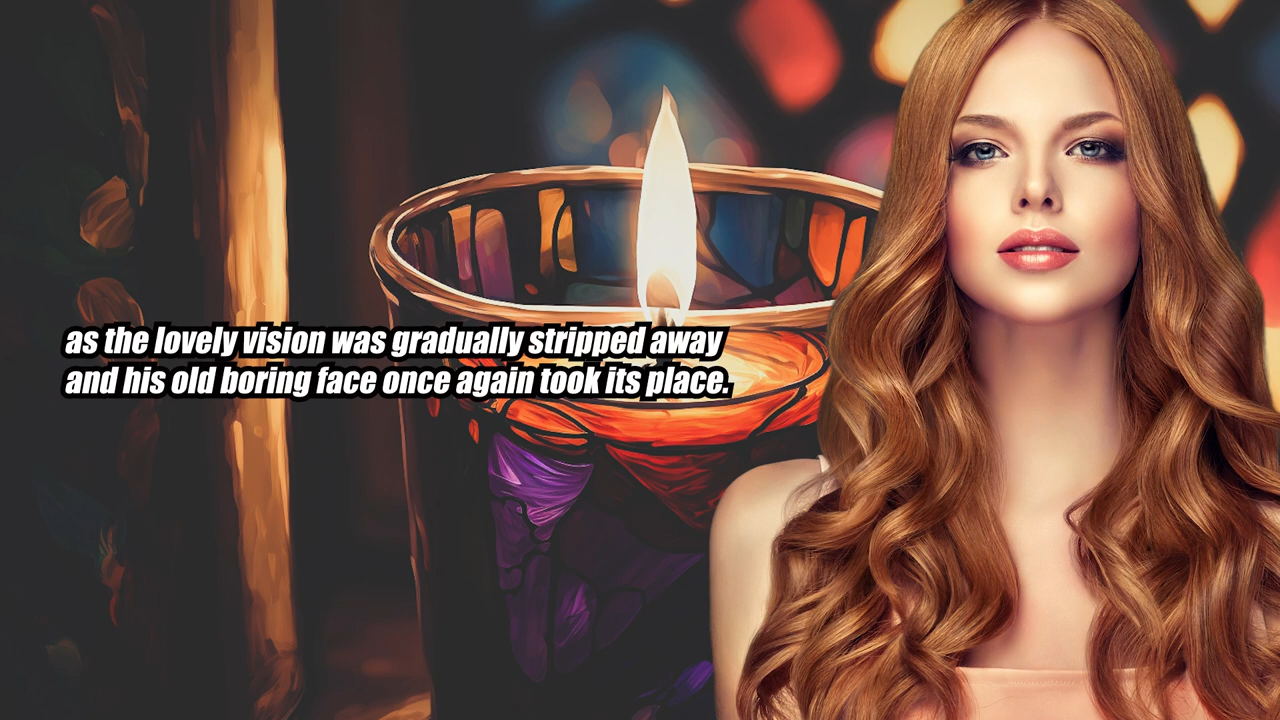 as the lovely vision was gradually stripped away
and his old boring face once again took its place.